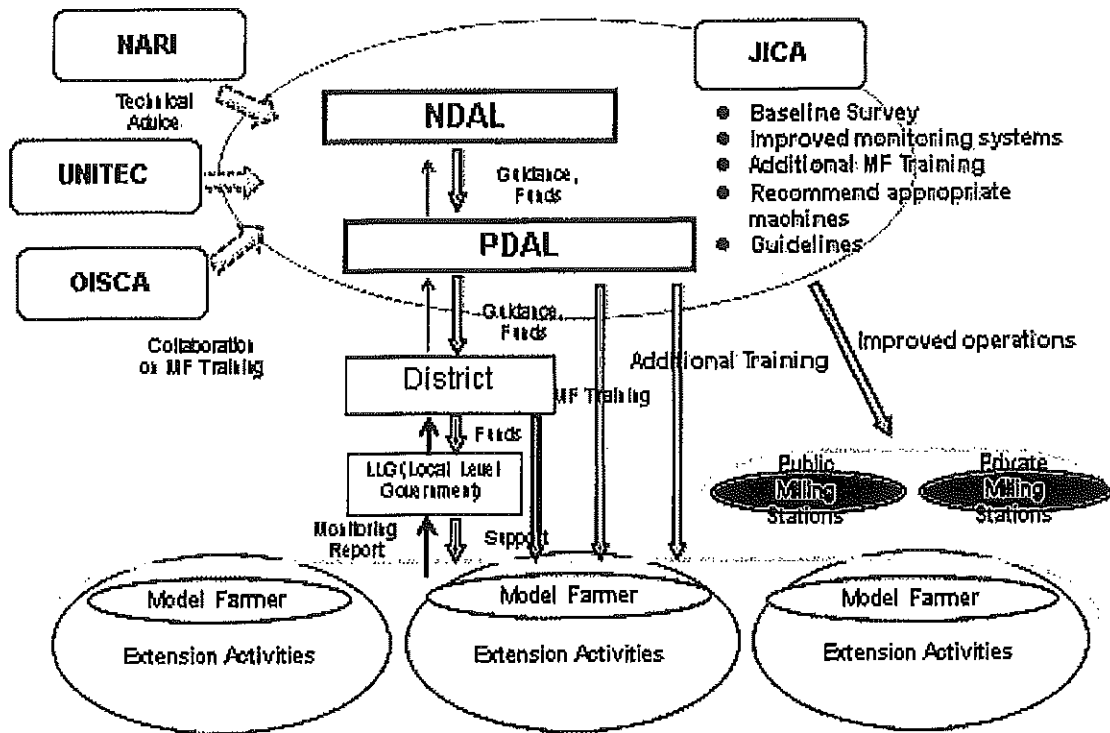 NARI
Technical
Advice
UNITEC
OISCA
Collaboration
on MF Training
JICA
● Baseline Survey
● Improved monitoring systems
● Additional MF Training
● Recommend appropriate
machines
● Guidelines
NDAL
Guidance,
Funds
PDAL
Guidance,
Funds
District
MF Training
Additional Training
Improved operations
Funds
LLG (Local Level
Government)
Monitoring
Report
Support
Public
Milling
Stations
Private
Milling
Stations
Model Farmer
Extension Activities
Model Farmer
Extension Activities
Model Farmer
Extension Activities